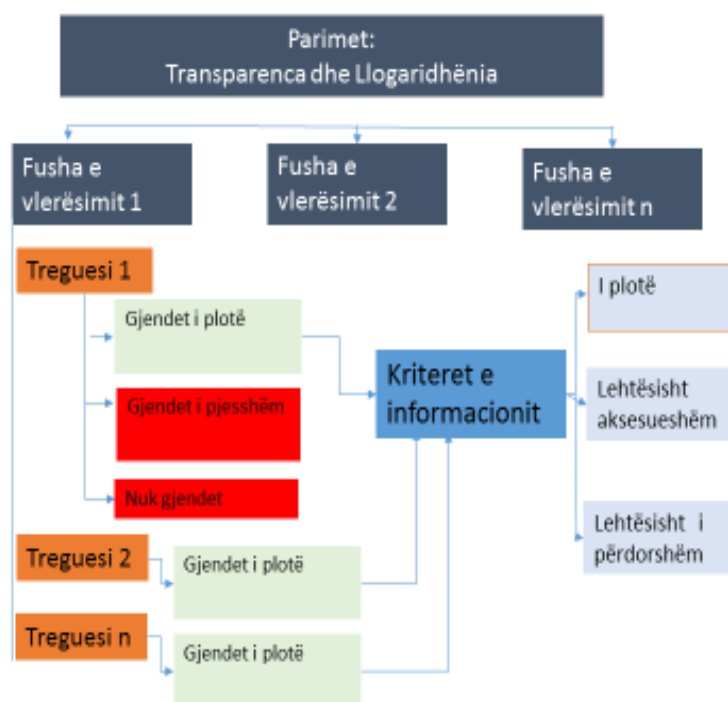 Parimet:
Transparenca dhe Llogaridhënia
Fusha e
vlerësimit 1
Fusha e
vlerësimit 2
Fusha e
vlerësimit n
Treguesi 1
Gjendet i plotë
Gjendet i pjesshëm
Nuk gjendet
Kriteret e
informacionit
I plotë
Lehtësisht
aksesueshëm
Lehtësisht i
përdorshëm
Treguesi 2
Gjendet i plotë
Treguesi n
Gjendet i plotë